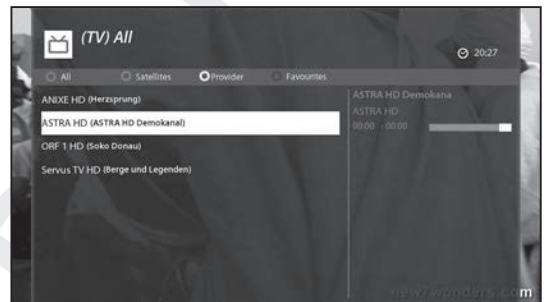 (TV) All
20:27
All Satellites Provider Favourites
ANIXE HD (Herzsprung)
ASTRA HD (ASTRA HD Demokanal)
ORF 1 HD (Soko Donau)
Servus TV HD (Berge und Legenden)
ASTRA HD Demokana
ASTRA HD
00:00 - 00:00
new7wonders.com